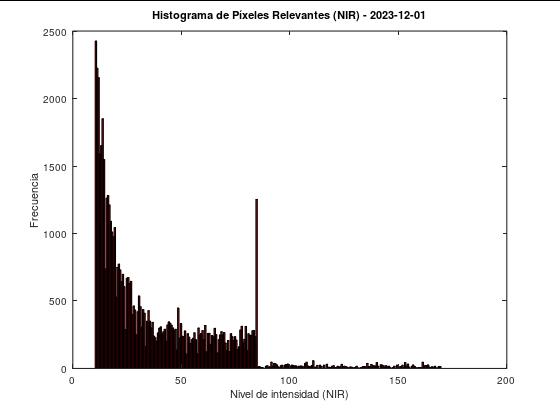 Histograma de Píxeles Relevantes (NIR) - 2023-12-01
2500
2000
1500
1000
500
0
Frecuencia
0 50 100 150 200
Nivel de intensidad (NIR)